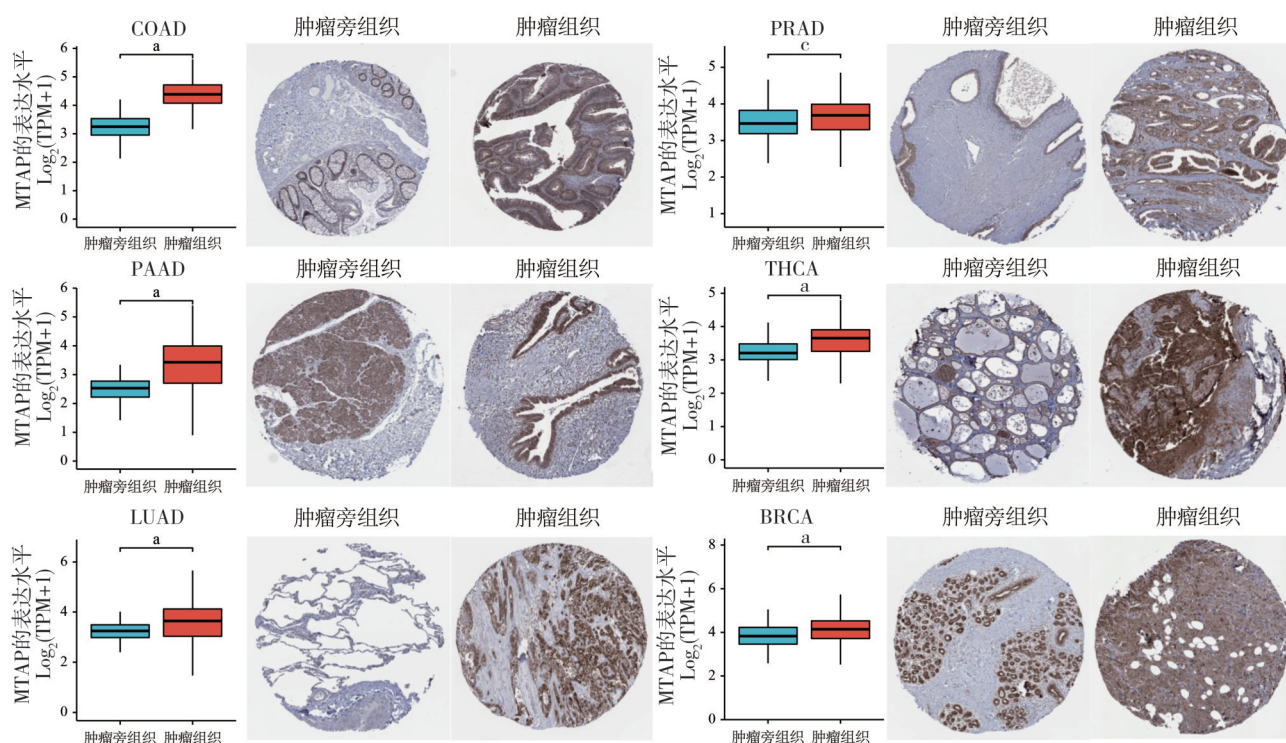 COAD
肿瘤旁组织
肿瘤组织
MTAP的表达水平
Log₂(TPM+1)
a
6
5
4
3
2
1
0
肿瘤旁组织 肿瘤组织
PRAD
肿瘤旁组织
肿瘤组织
MTAP的表达水平
Log₂(TPM+1)
c
5
4
3
2
1
肿瘤旁组织 肿瘤组织
PAAD
肿瘤旁组织
肿瘤组织
MTAP的表达水平
Log₂(TPM+1)
a
6
5
4
3
2
1
0
肿瘤旁组织 肿瘤组织
THCA
肿瘤旁组织
肿瘤组织
MTAP的表达水平
Log₂(TPM+1)
a
5
4
3
2
1
0
肿瘤旁组织 肿瘤组织
LUAD
肿瘤旁组织
肿瘤组织
MTAP的表达水平
Log₂(TPM+1)
a
6
4
2
0
肿瘤旁组织 肿瘤组织
BRCA
肿瘤旁组织
肿瘤组织
MTAP的表达水平
Log₂(TPM+1)
a
8
6
4
2
0
肿瘤旁组织 肿瘤组织